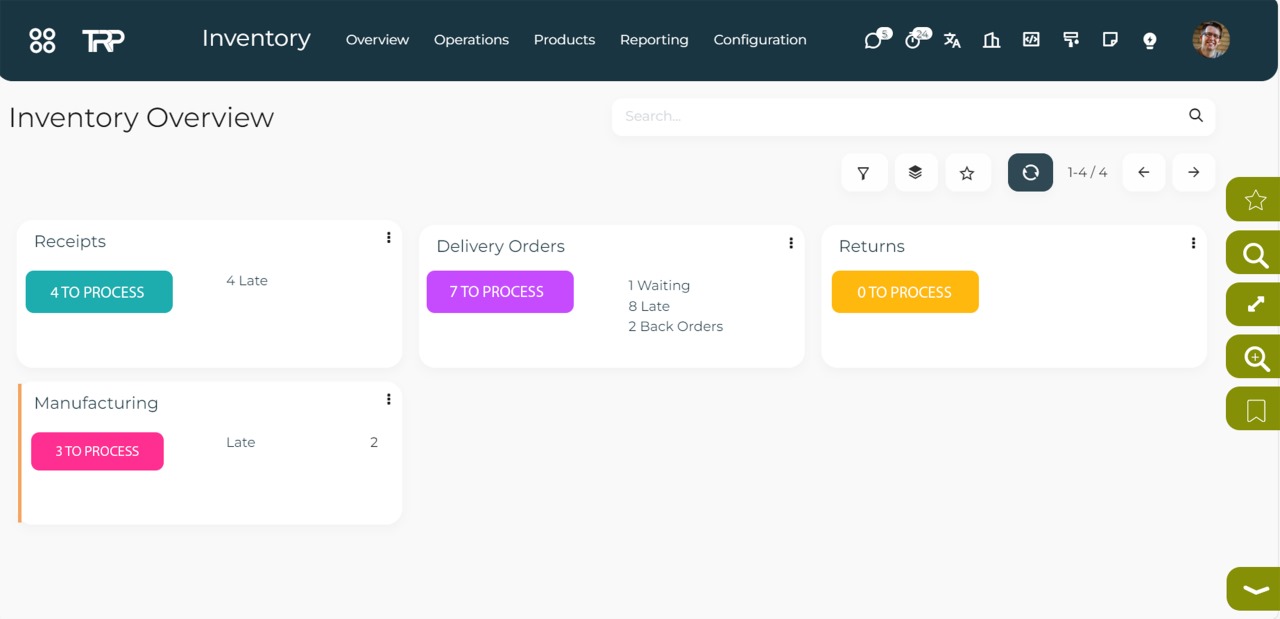 TRP
Inventory
Overview
Operations
Products
Reporting
Configuration
5
24
Inventory Overview
Search...
1-4 / 4
Receipts
4 TO PROCESS
4 Late
Delivery Orders
7 TO PROCESS
1 Waiting
8 Late
2 Back Orders
Returns
0 TO PROCESS
Manufacturing
3 TO PROCESS
Late 2